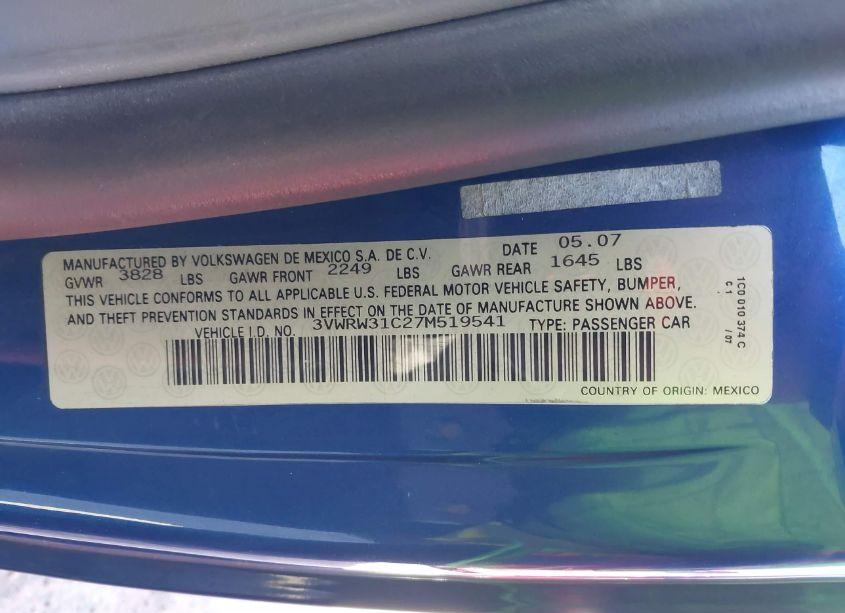 MANUFACTURED BY VOLKSWAGEN DE MEXICO S.A. DE C.V. DATE 05.07
GVWR 3828 LBS GAWR FRONT 2249 LBS GAWR REAR 1645 LBS
THIS VEHICLE CONFORMS TO ALL APPLICABLE U.S. FEDERAL MOTOR VEHICLE SAFETY, BUMPER,
AND THEFT PREVENTION STANDARDS IN EFFECT ON THE DATE OF MANUFACTURE SHOWN ABOVE.
VEHICLE I.D. NO. 3VWRW31C27M519541 TYPE: PASSENGER CAR
COUNTRY OF ORIGIN: MEXICO
1C0 010 374 C
C1 / 07